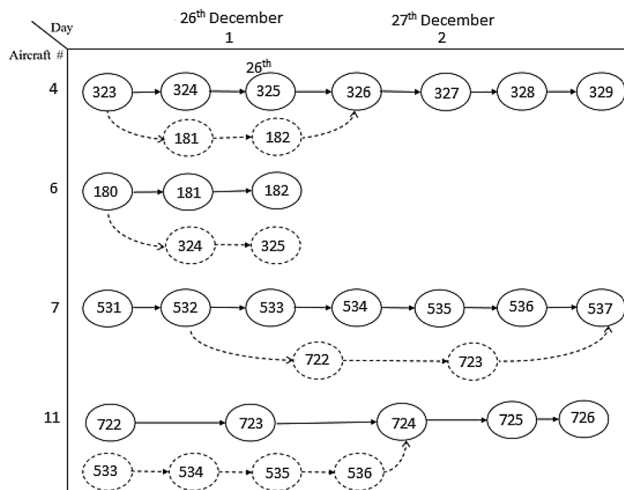 Day
26th December
27th December
1
2
Aircraft #
26th
4
323 324 325 326 327 328 329
181 182
6
180 181 182
324 325
7
531 532 533 534 535 536 537
722 723
11
722 723 724 725 726
533 534 535 536